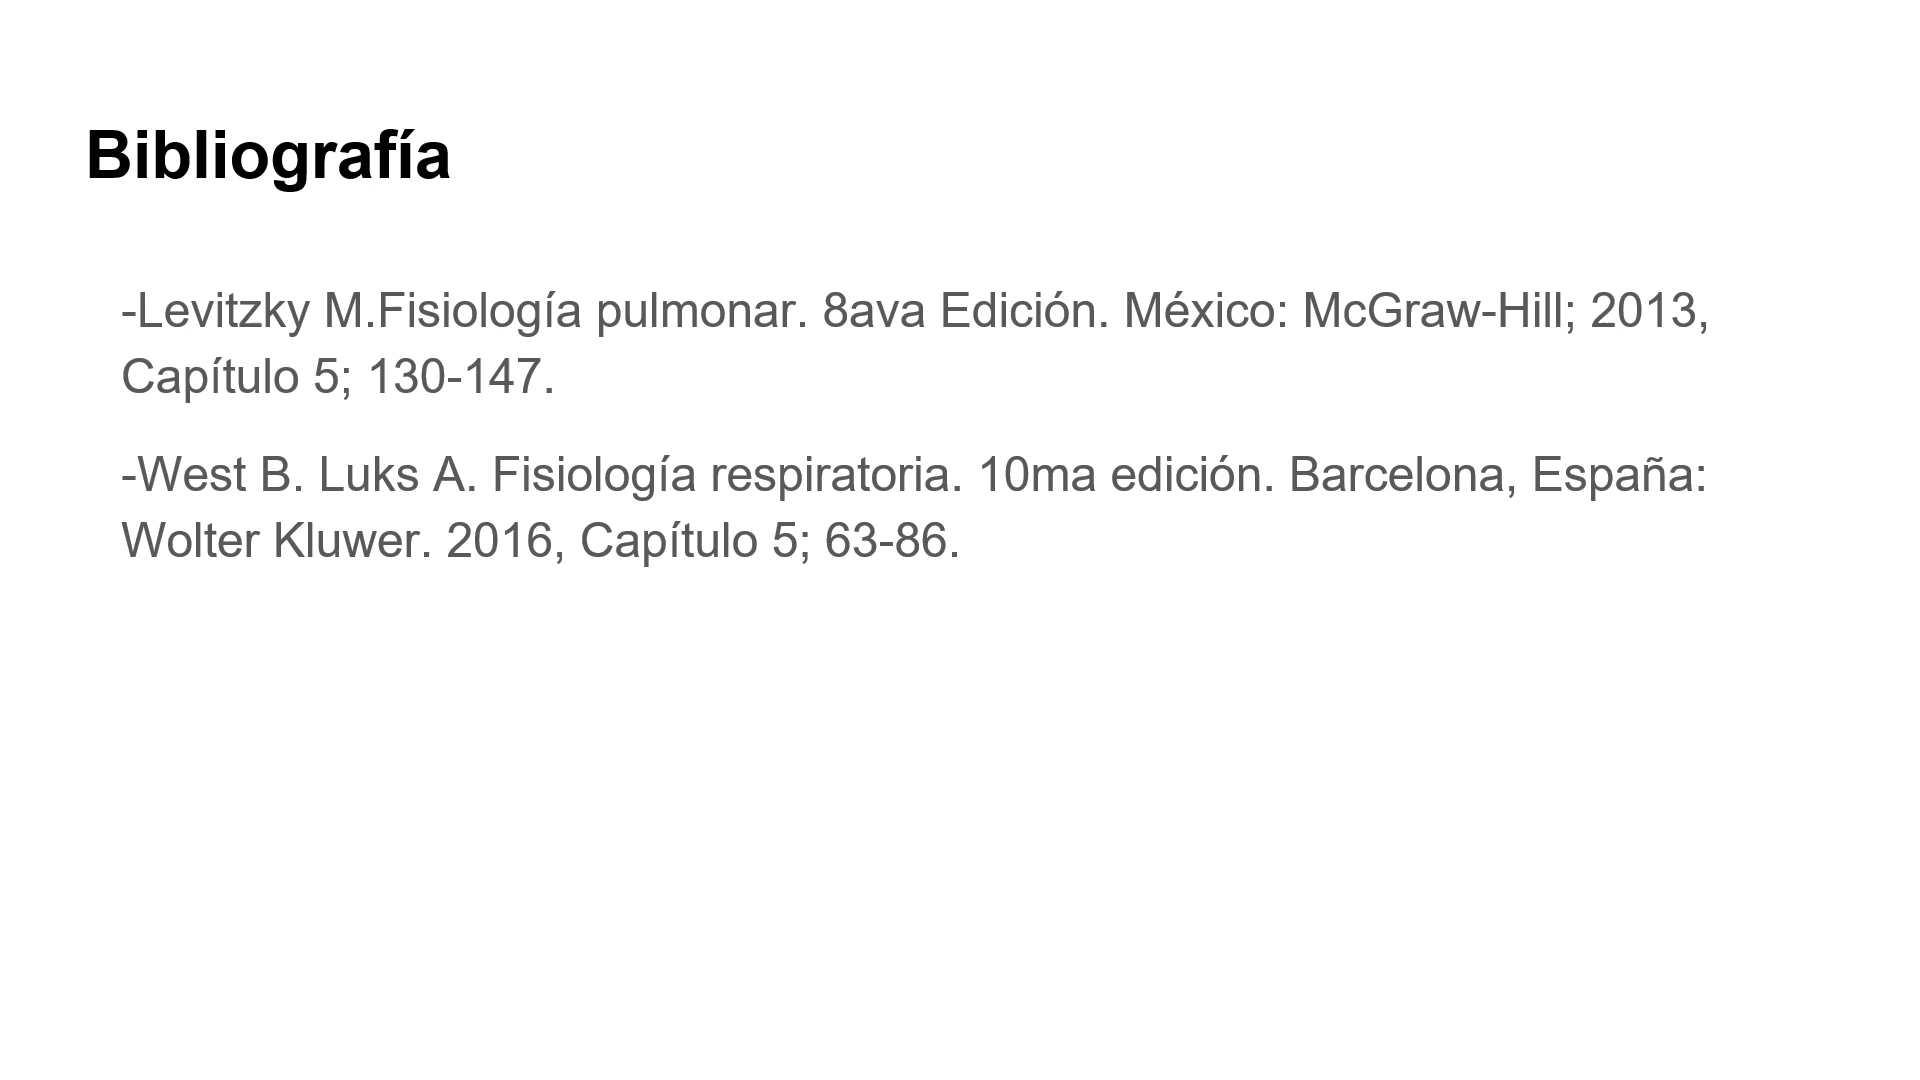 Bibliografía
-Levitzky M.Fisiología pulmonar. 8ava Edición. México: McGraw-Hill; 2013,
Capítulo 5; 130-147.
-West B. Luks A. Fisiología respiratoria. 10ma edición. Barcelona, España:
Wolter Kluwer. 2016, Capítulo 5; 63-86.